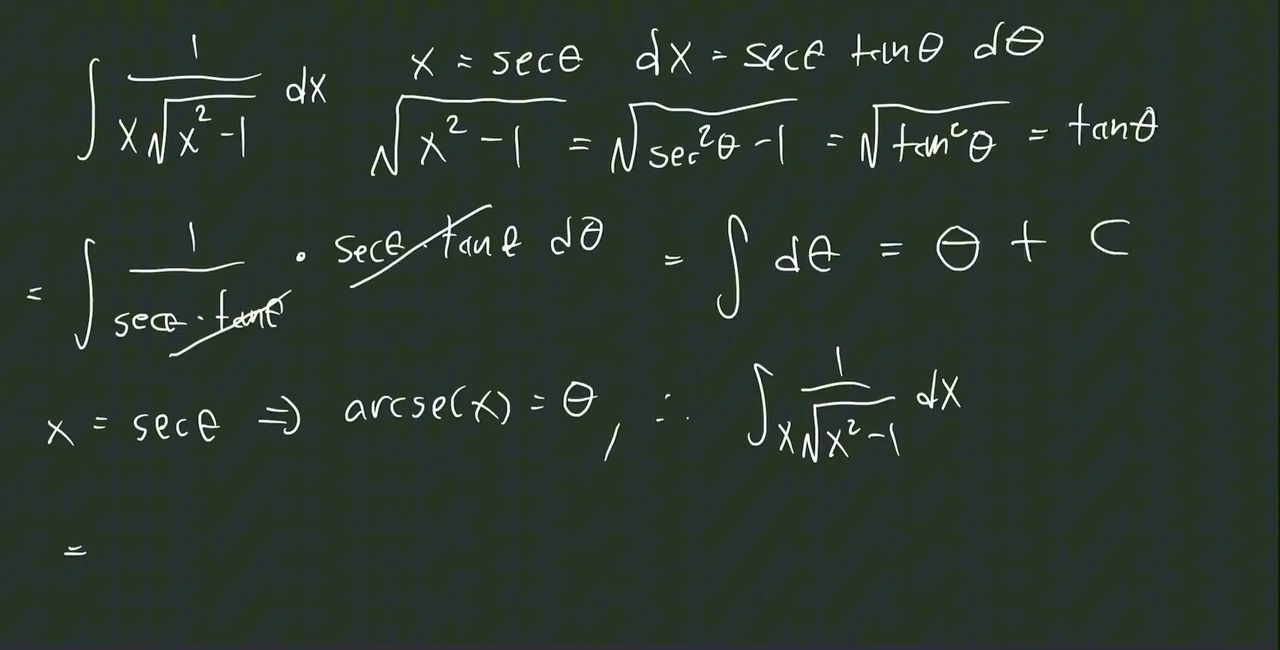 ∫ 1/(x√(x²-1)) dx   x = secθ   dx = secθ tanθ dθ
√(x²-1) = √(sec²θ-1) = √(tan²θ) = tanθ
= ∫ 1/(secθ · tanθ) · secθ · tanθ dθ = ∫ dθ = θ + C
x = secθ ⇒ arcse(x) = θ, ∴ ∫ 1/(x√(x²-1)) dx
=